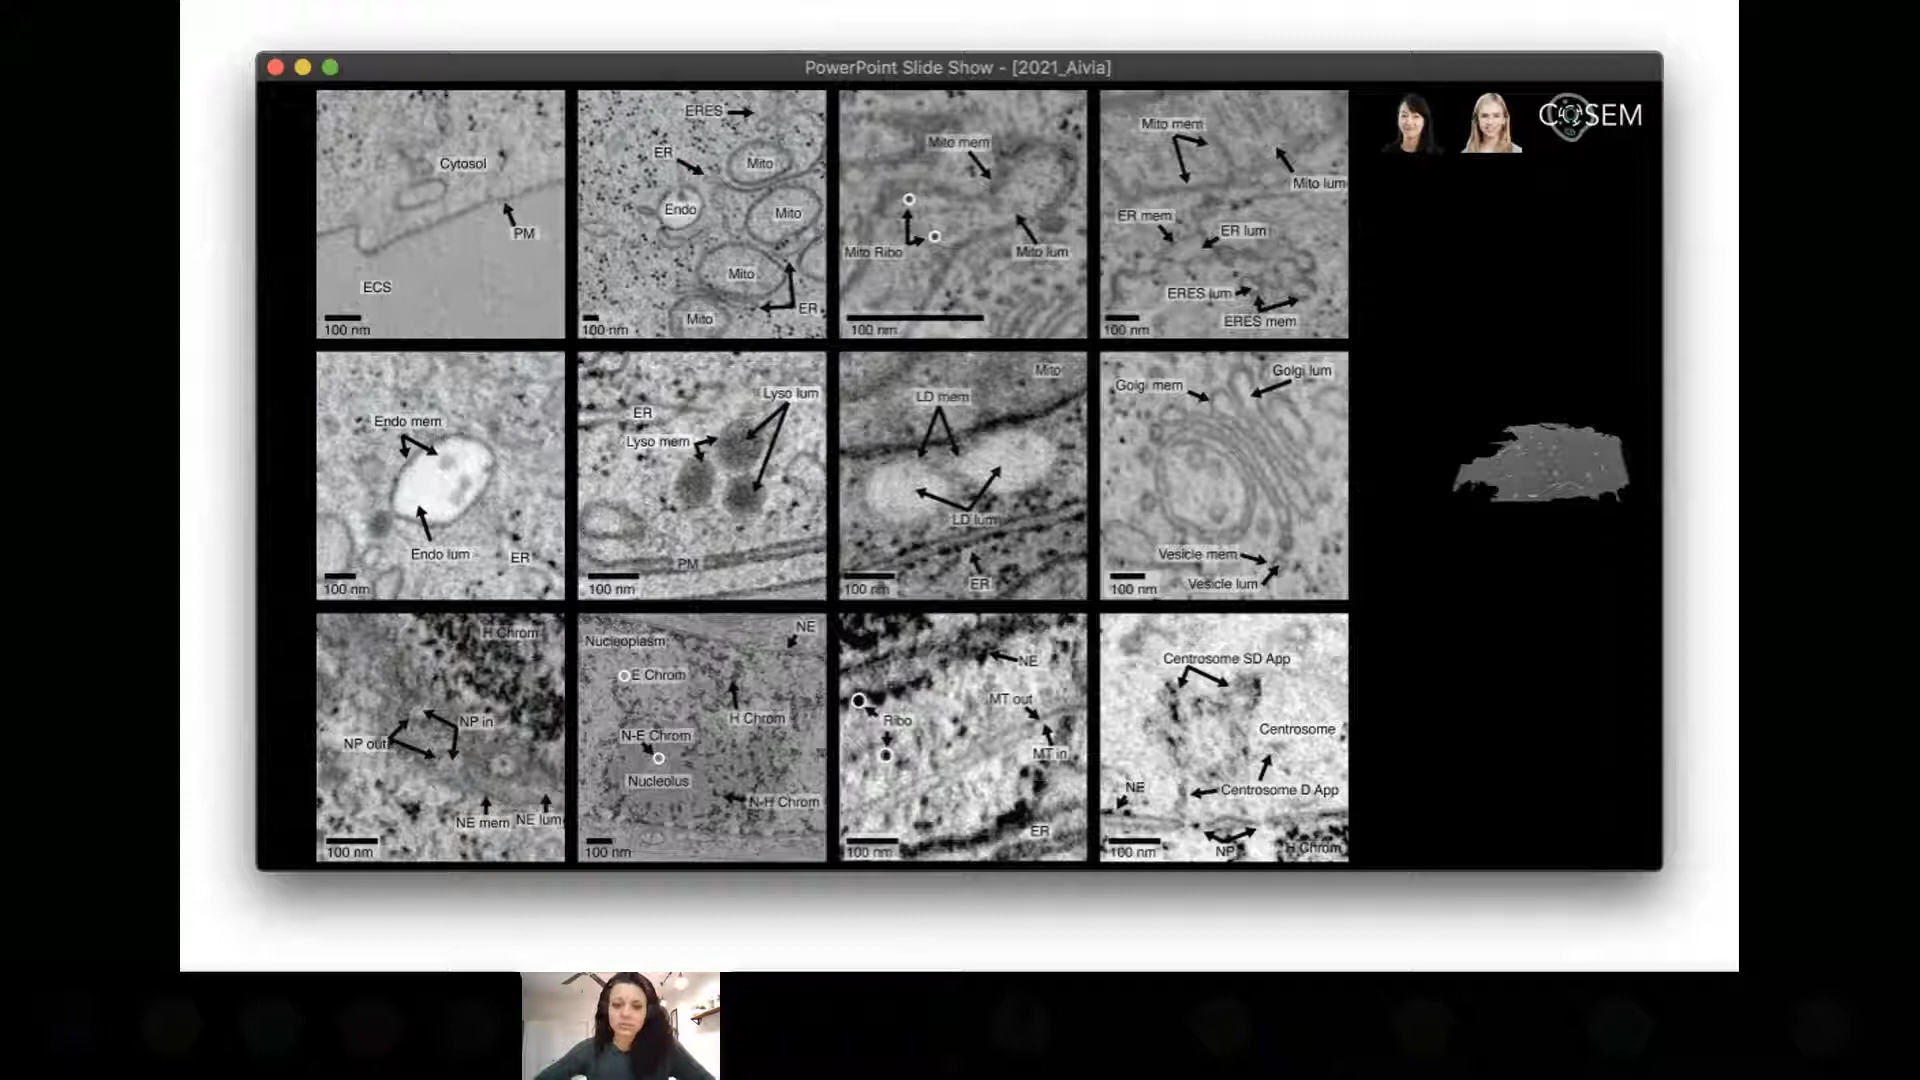 PowerPoint Slide Show - [2021_Aivia]
COSEM
Cytosol
PM
ECS
100 nm
ERES
ER
Mito
Endo
Mito
Mito
Mito
ER
100 nm
Mito mem
Mito Ribo
Mito lum
100 nm
Mito mem
Mito lum
ER mem
ER lum
ERES lum
ERES mem
100 nm
Endo mem
Endo lum
ER
100 nm
Lyso lum
ER
Lyso mem
PM
100 nm
Mito
LD mem
LD lum
ER
100 nm
Golgi lum
Golgi mem
Vesicle mem
Vesicle lum
100 nm
H Chrom
NP in
NP out
NE mem
NE lum
100 nm
NE
Nucleoplasm
E Chrom
H Chrom
N-E Chrom
Nucleolus
N-H Chrom
100 nm
NE
MT out
Ribo
MT in
ER
100 nm
Centrosome SD App
Centrosome
NE
Centrosome D App
NP
H Chrom
100 nm